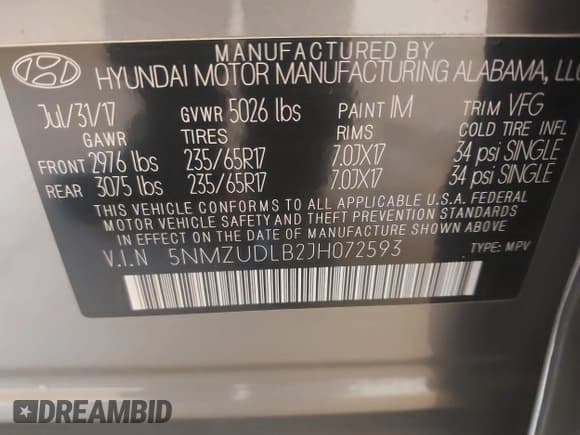 MANUFACTURED BY
HYUNDAI MOTOR MANUFACTURING ALABAMA, LLC
Jul/31/17 GVWR 5026 lbs PAINT IM TRIM VFG
GAWR TIRES RIMS COLD TIRE INFL
FRONT 2976 lbs 235/65R17 7.0JX17 34 psi SINGLE
REAR 3075 lbs 235/65R17 7.0JX17 34 psi SINGLE
THIS VEHICLE CONFORMS TO ALL APPLICABLE U.S.A. FEDERAL
MOTOR VEHICLE SAFETY AND THEFT PREVENTION STANDARDS
IN EFFECT ON THE DATE OF MANUFACTURE SHOWN ABOVE
V.I.N 5NMZUDLB2JH072593 TYPE: MPV
DREAMBID